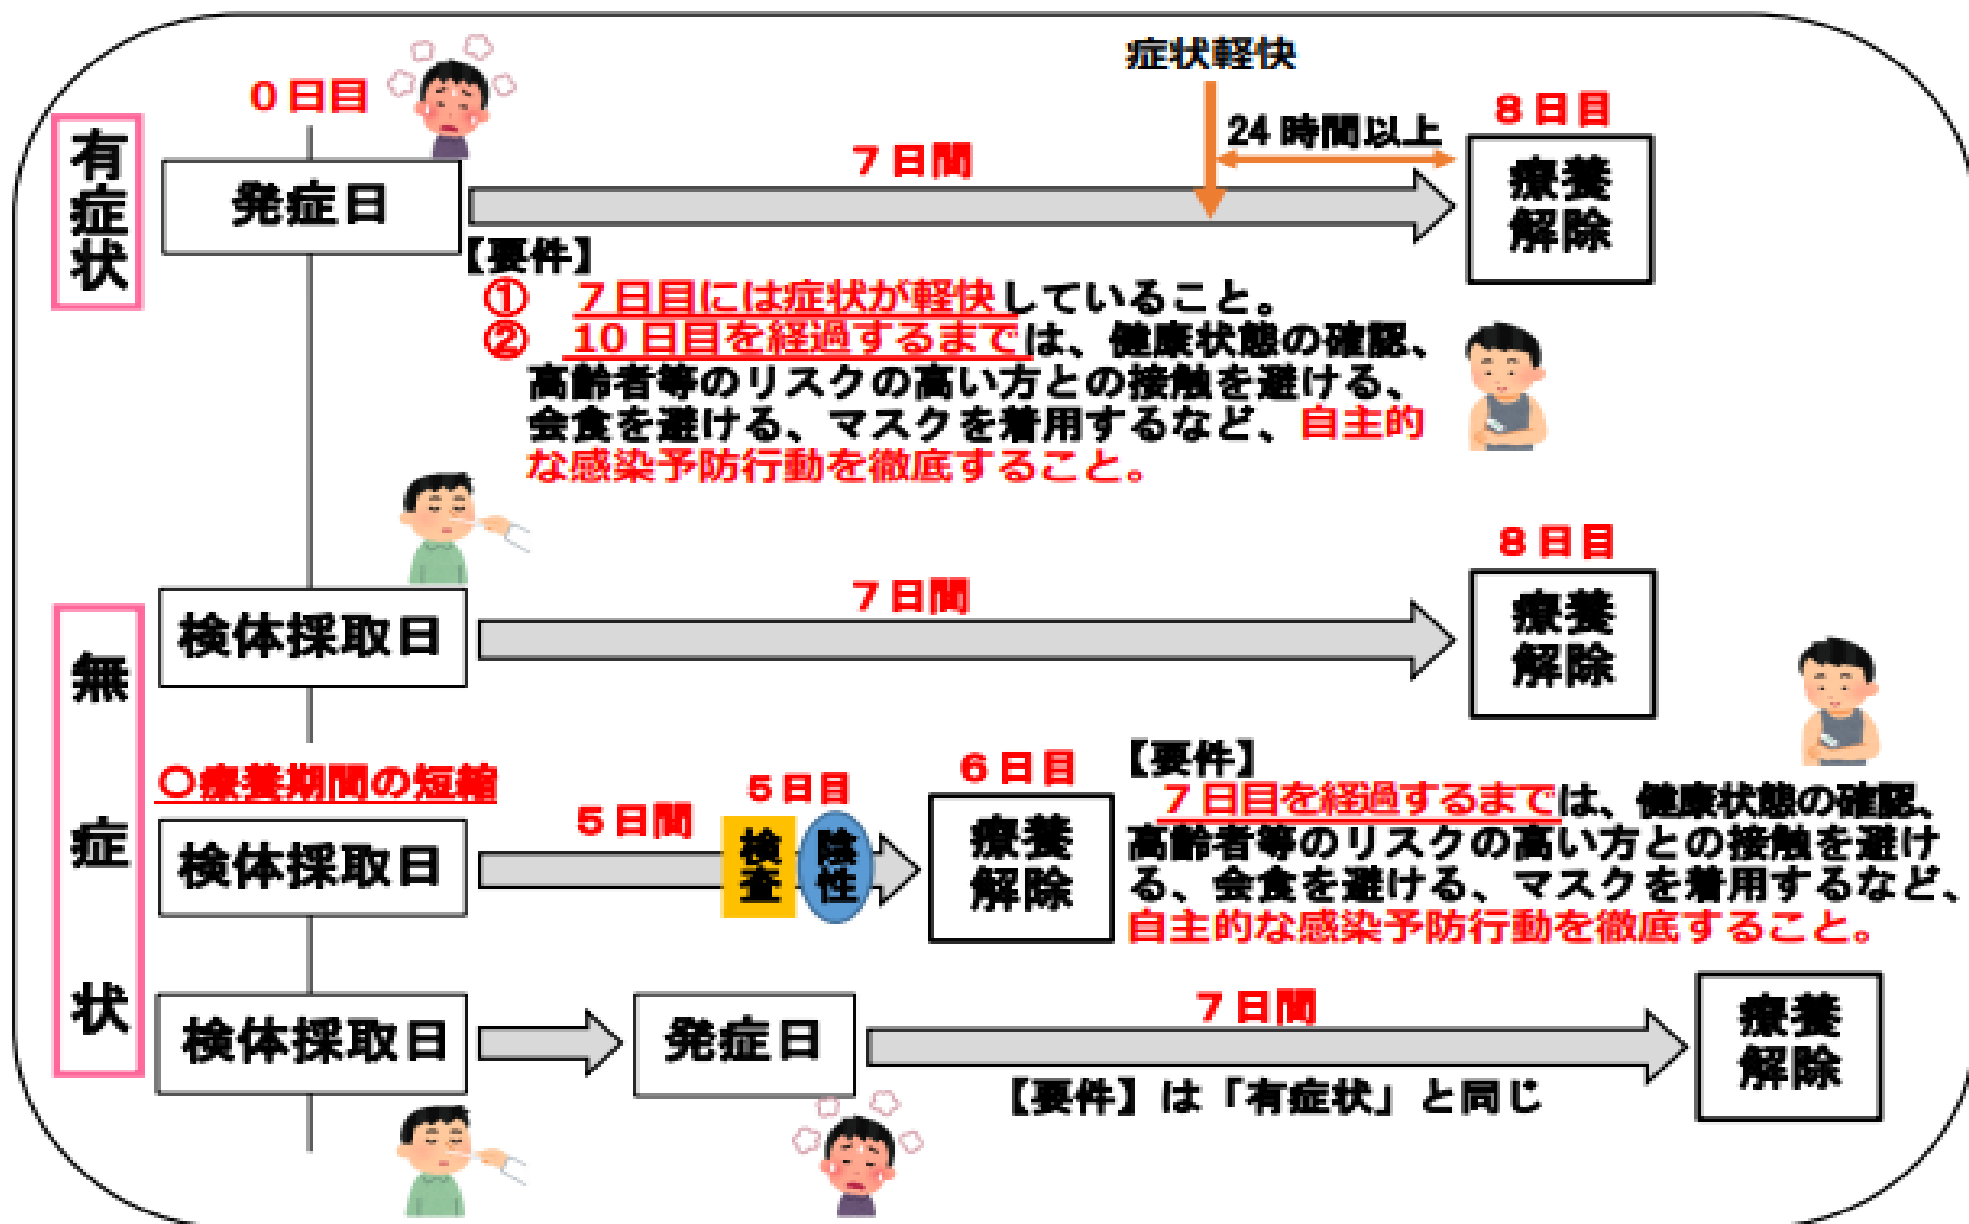 症状軽快
0日目
24時間以上
8日目
有症状
発症日
7日間
療養
解除
【要件】
① 7日目には症状が軽快していること。
② 10日目を経過するまでは、健康状態の確認、
高齢者等のリスクの高い方との接触を避ける、
会食を避ける、マスクを着用するなど、自主的
な感染予防行動を徹底すること。
無症状
検体採取日
7日間
8日目
療養
解除
○療養期間の短縮
検体採取日
5日間
5日目
検査
陰性
6日目
療養
解除
【要件】
7日目を経過するまでは、健康状態の確認、
高齢者等のリスクの高い方との接触を避け
る、会食を避ける、マスクを着用するなど、
自主的な感染予防行動を徹底すること。
検体採取日
発症日
7日間
【要件】は「有症状」と同じ
療養
解除